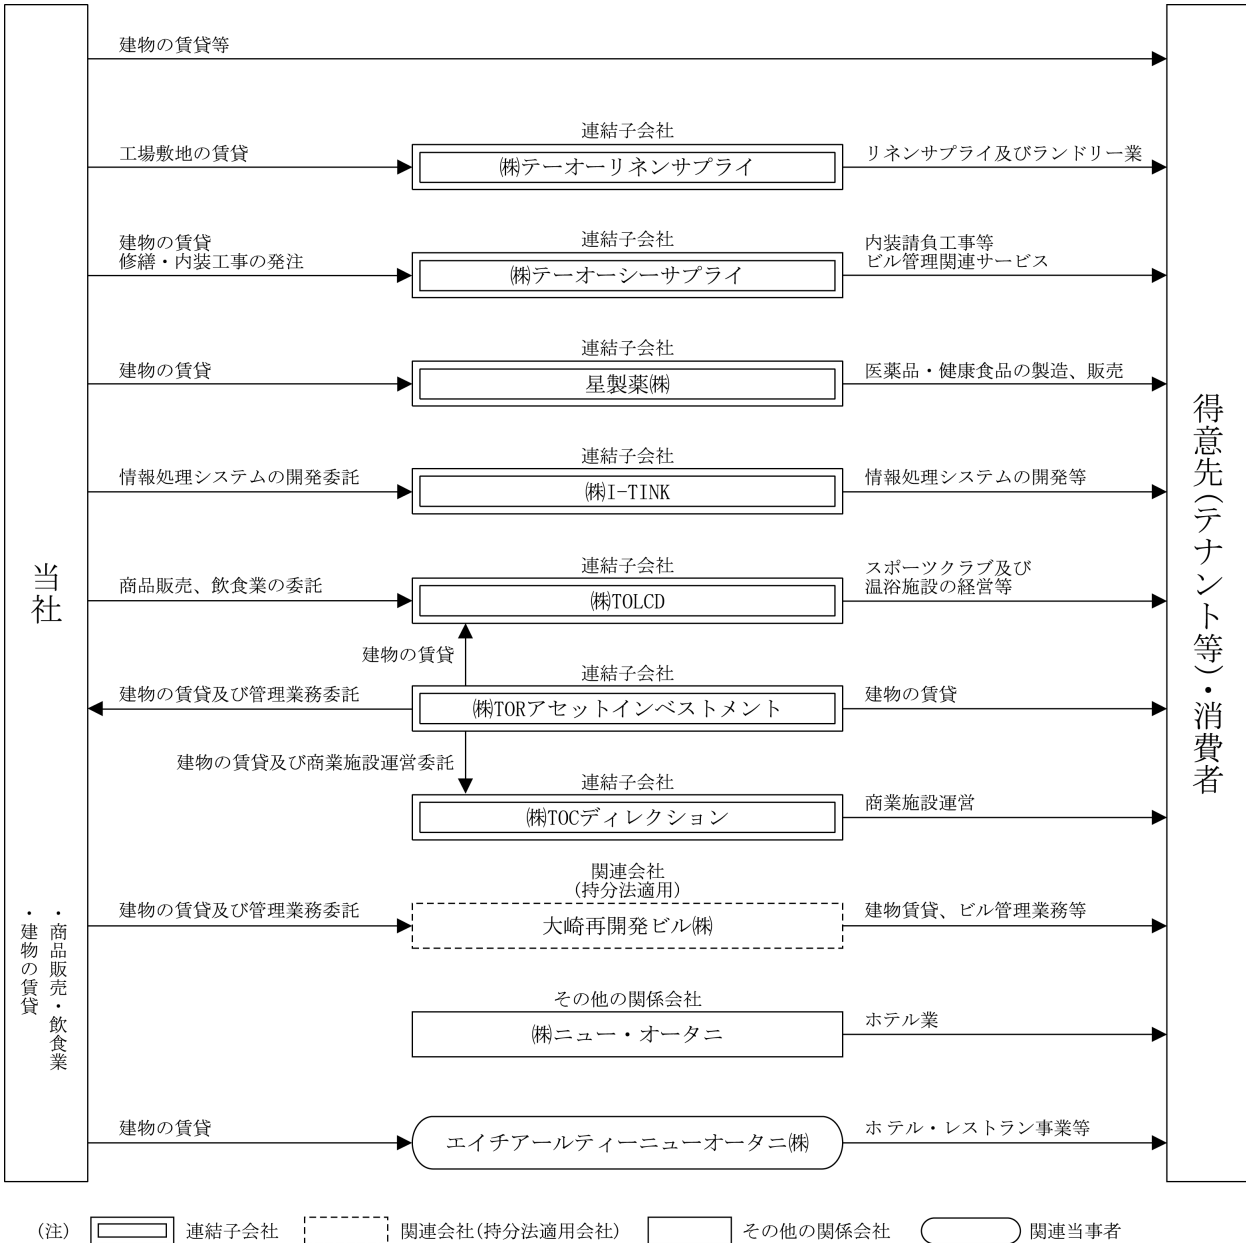 当社
・商品販売・飲食業
・建物の賃貸
建物の賃貸等
連結子会社
工場敷地の賃貸
㈱テーオーリネンサプライ
リネンサプライ及びランドリー業
連結子会社
建物の賃貸
修繕・内装工事の発注
㈱テーオーシーサプライ
内装請負工事等
ビル管理関連サービス
連結子会社
建物の賃貸
星製薬㈱
医薬品・健康食品の製造、販売
連結子会社
情報処理システムの開発委託
㈱I-TINK
情報処理システムの開発等
連結子会社
商品販売、飲食業の委託
㈱TOLCD
スポーツクラブ及び
温浴施設の経営等
建物の賃貸
連結子会社
建物の賃貸及び管理業務委託
㈱TORアセットインベストメント
建物の賃貸
建物の賃貸及び商業施設運営委託
連結子会社
㈱TOCディレクション
商業施設運営
関連会社
(持分法適用)
建物の賃貸及び管理業務委託
大崎再開発ビル㈱
建物賃貸、ビル管理業務等
その他の関係会社
㈱ニュー・オータニ
ホテル業
建物の賃貸
エイチアールティーニューオータニ㈱
ホテル・レストラン事業等
得意先(テナント等)・消費者
(注)
連結子会社
関連会社(持分法適用会社)
その他の関係会社
関連当事者